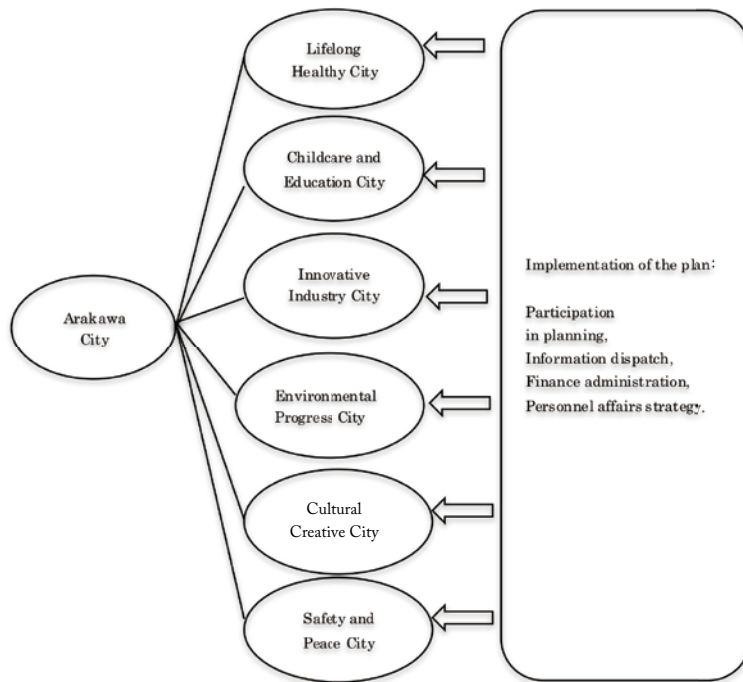 Lifelong
Healthy City
Childcare and
Education City
Innovative
Industry City
Arakawa
City
Environmental
Progress City
Cultural
Creative City
Safety and
Peace City
Implementation of the plan:
Participation
in planning,
Information dispatch,
Finance administration,
Personnel affairs strategy.